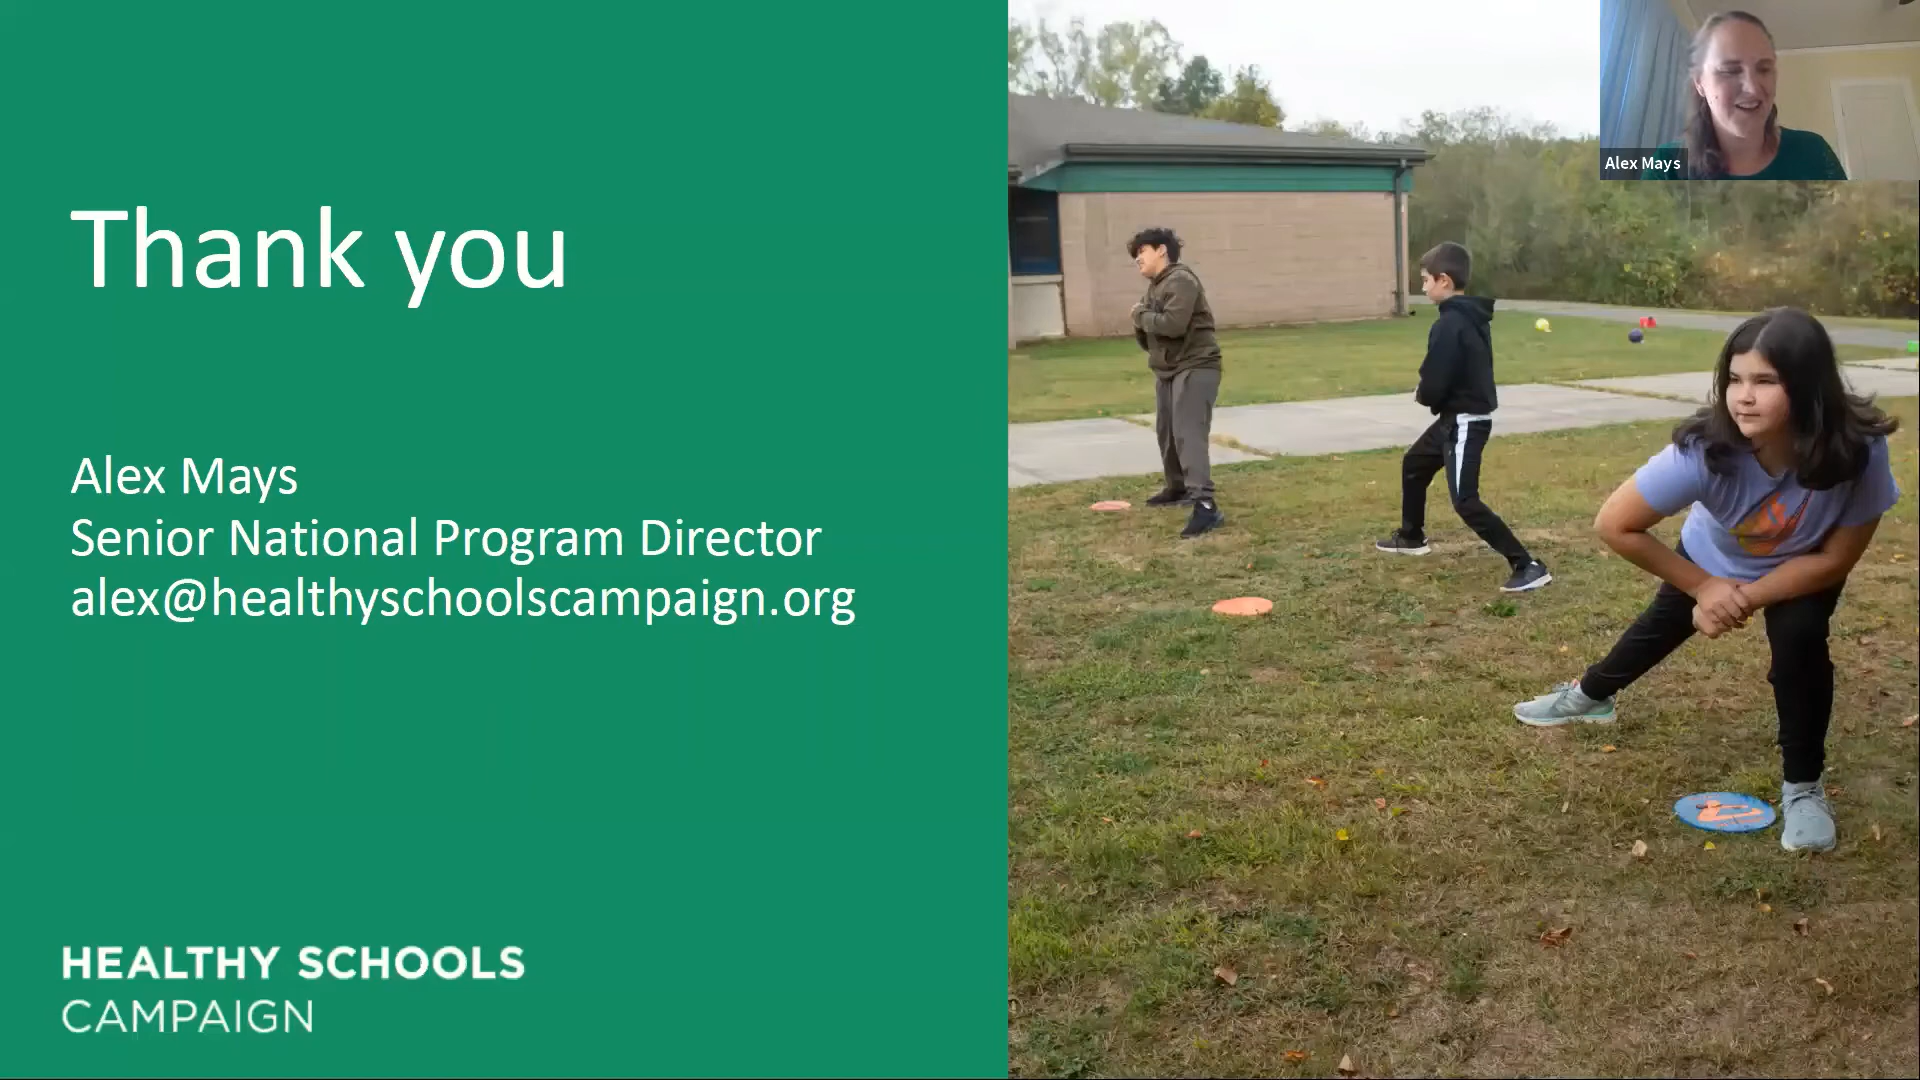 Thank you
Alex Mays
Senior National Program Director
alex@healthyschoolscampaign.org
HEALTHY SCHOOLS
CAMPAIGN
Alex Mays